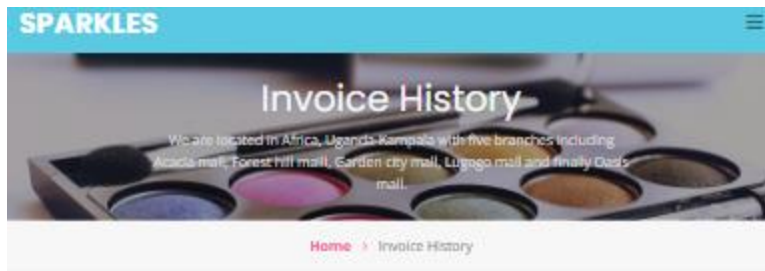 SPARKLES
Invoice History
We are located in Africa, Uganda-Kampala with five branches including
Acacia mall, Forest hill mall, Garden city mall, Lugogo mall and finally Oasis
mall.
Home > Invoice History